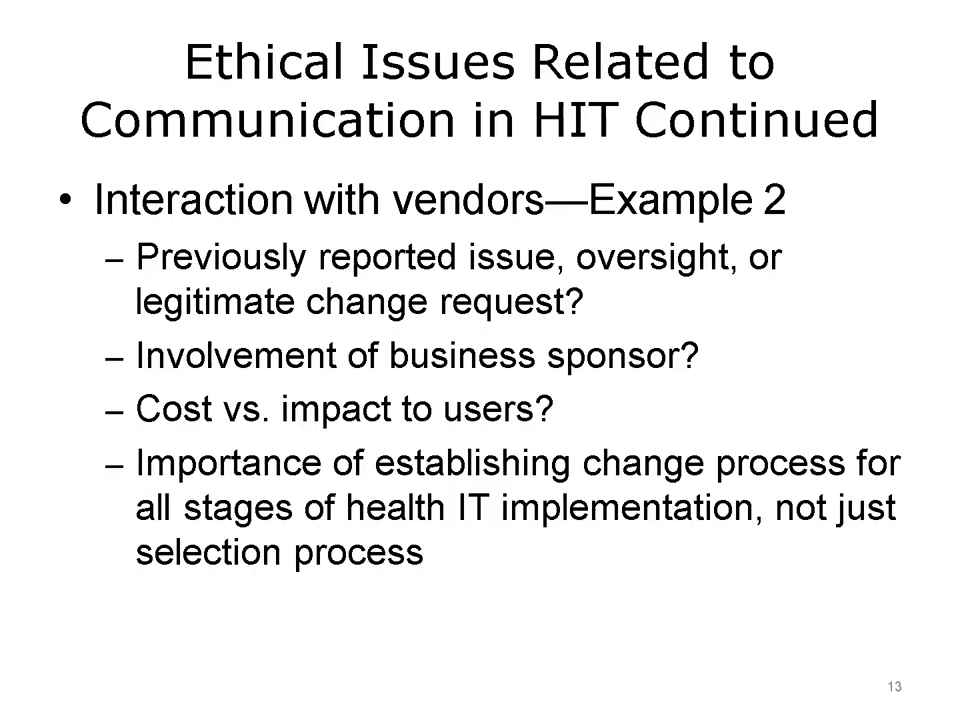 Ethical Issues Related to
Communication in HIT Continued
• Interaction with vendors—Example 2
– Previously reported issue, oversight, or
legitimate change request?
– Involvement of business sponsor?
– Cost vs. impact to users?
– Importance of establishing change process for
all stages of health IT implementation, not just
selection process
13